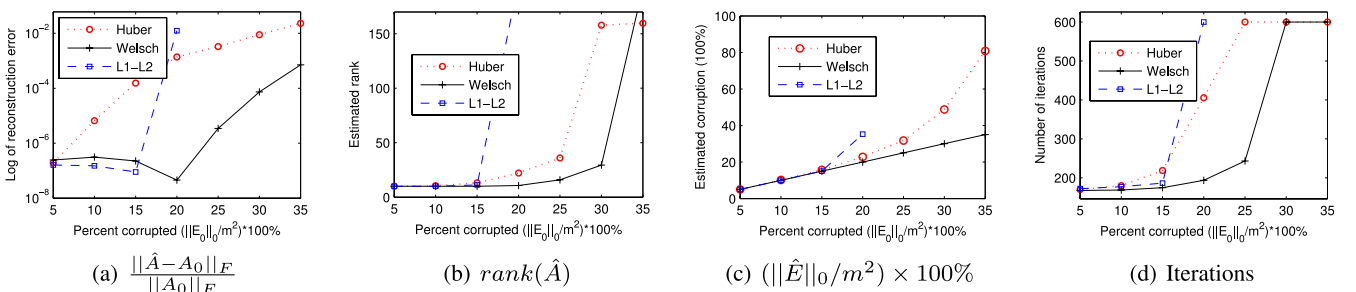 Log of reconstruction error
10⁻²
10⁻⁴
10⁻⁶
10⁻⁸
Huber
Welsch
L1−L2
5 10 15 20 25 30 35
Percent corrupted (||E₀||₀/m²)*100%
(a) ||Â−A₀||F / ||A₀||F
Estimated rank
150
100
50
0
Huber
Welsch
L1−L2
5 10 15 20 25 30 35
Percent corrupted (||E₀||₀/m²)*100%
(b) rank(Â)
Estimated corruption (100%)
100
80
60
40
20
0
Huber
Welsch
L1−L2
5 10 15 20 25 30 35
Percent corrupted (||E₀||₀/m²)*100%
(c) (||Ê||₀/m²) × 100%
Number of iterations
600
500
400
300
200
Huber
Welsch
L1−L2
5 10 15 20 25 30 35
Percent corrupted (||E₀||₀/m²)*100%
(d) Iterations